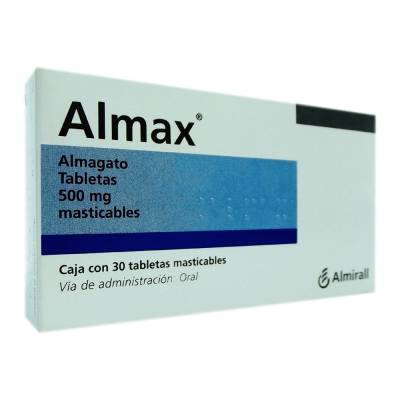 Almax®
Almagato
Tabletas
500 mg
masticables
Caja con 30 tabletas masticables
Vía de administración: Oral
Almirall